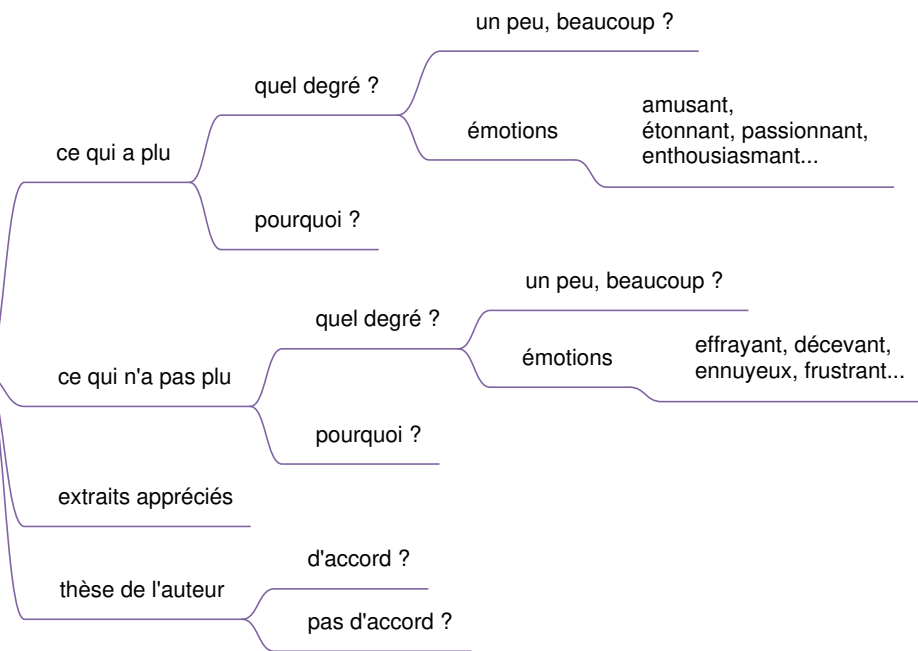 un peu, beaucoup ?
quel degré ?
amusant,
étonnant, passionnant,
enthousiasmant...
émotions
ce qui a plu
pourquoi ?
un peu, beaucoup ?
quel degré ?
effrayant, décevant,
ennuyeux, frustrant...
émotions
ce qui n'a pas plu
pourquoi ?
extraits appréciés
d'accord ?
thèse de l'auteur
pas d'accord ?